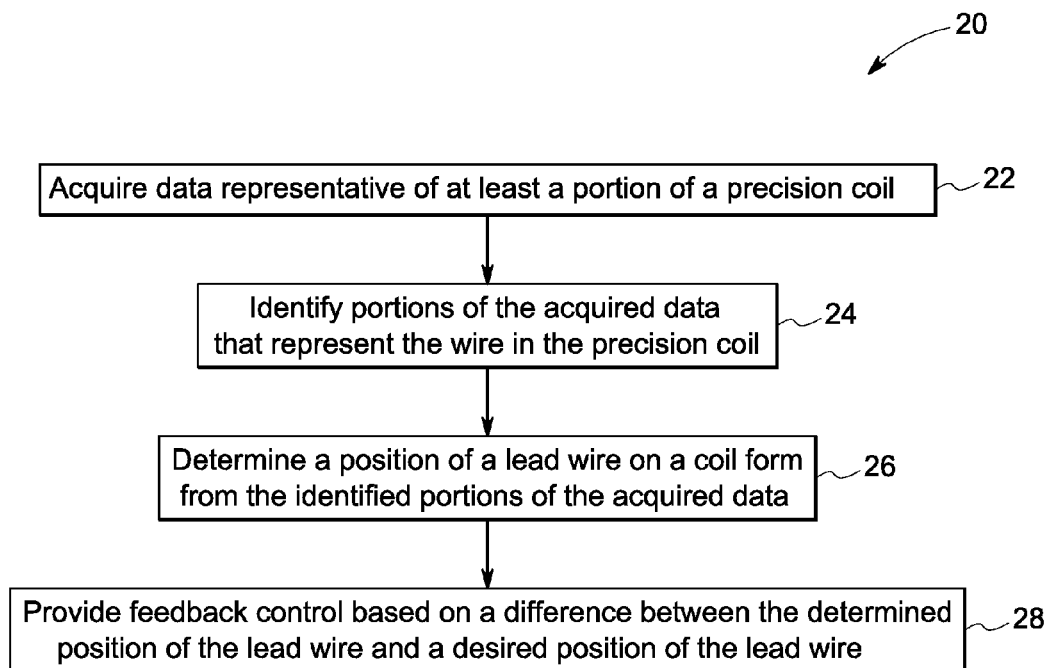 20
Acquire data representative of at least a portion of a precision coil
22
Identify portions of the acquired data
that represent the wire in the precision coil
24
Determine a position of a lead wire on a coil form
from the identified portions of the acquired data
26
Provide feedback control based on a difference between the determined
position of the lead wire and a desired position of the lead wire
28